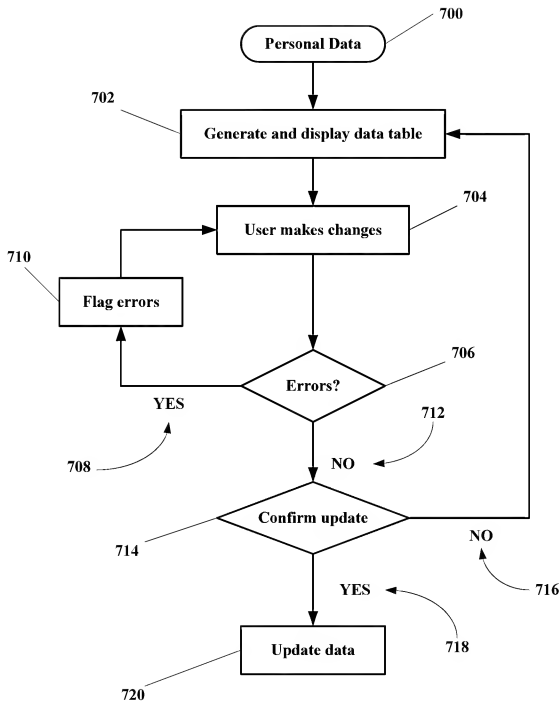 700
Personal Data
702
Generate and display data table
704
User makes changes
710
Flag errors
706
Errors?
YES
712
708
NO
Confirm update
714
NO
716
YES
718
Update data
720